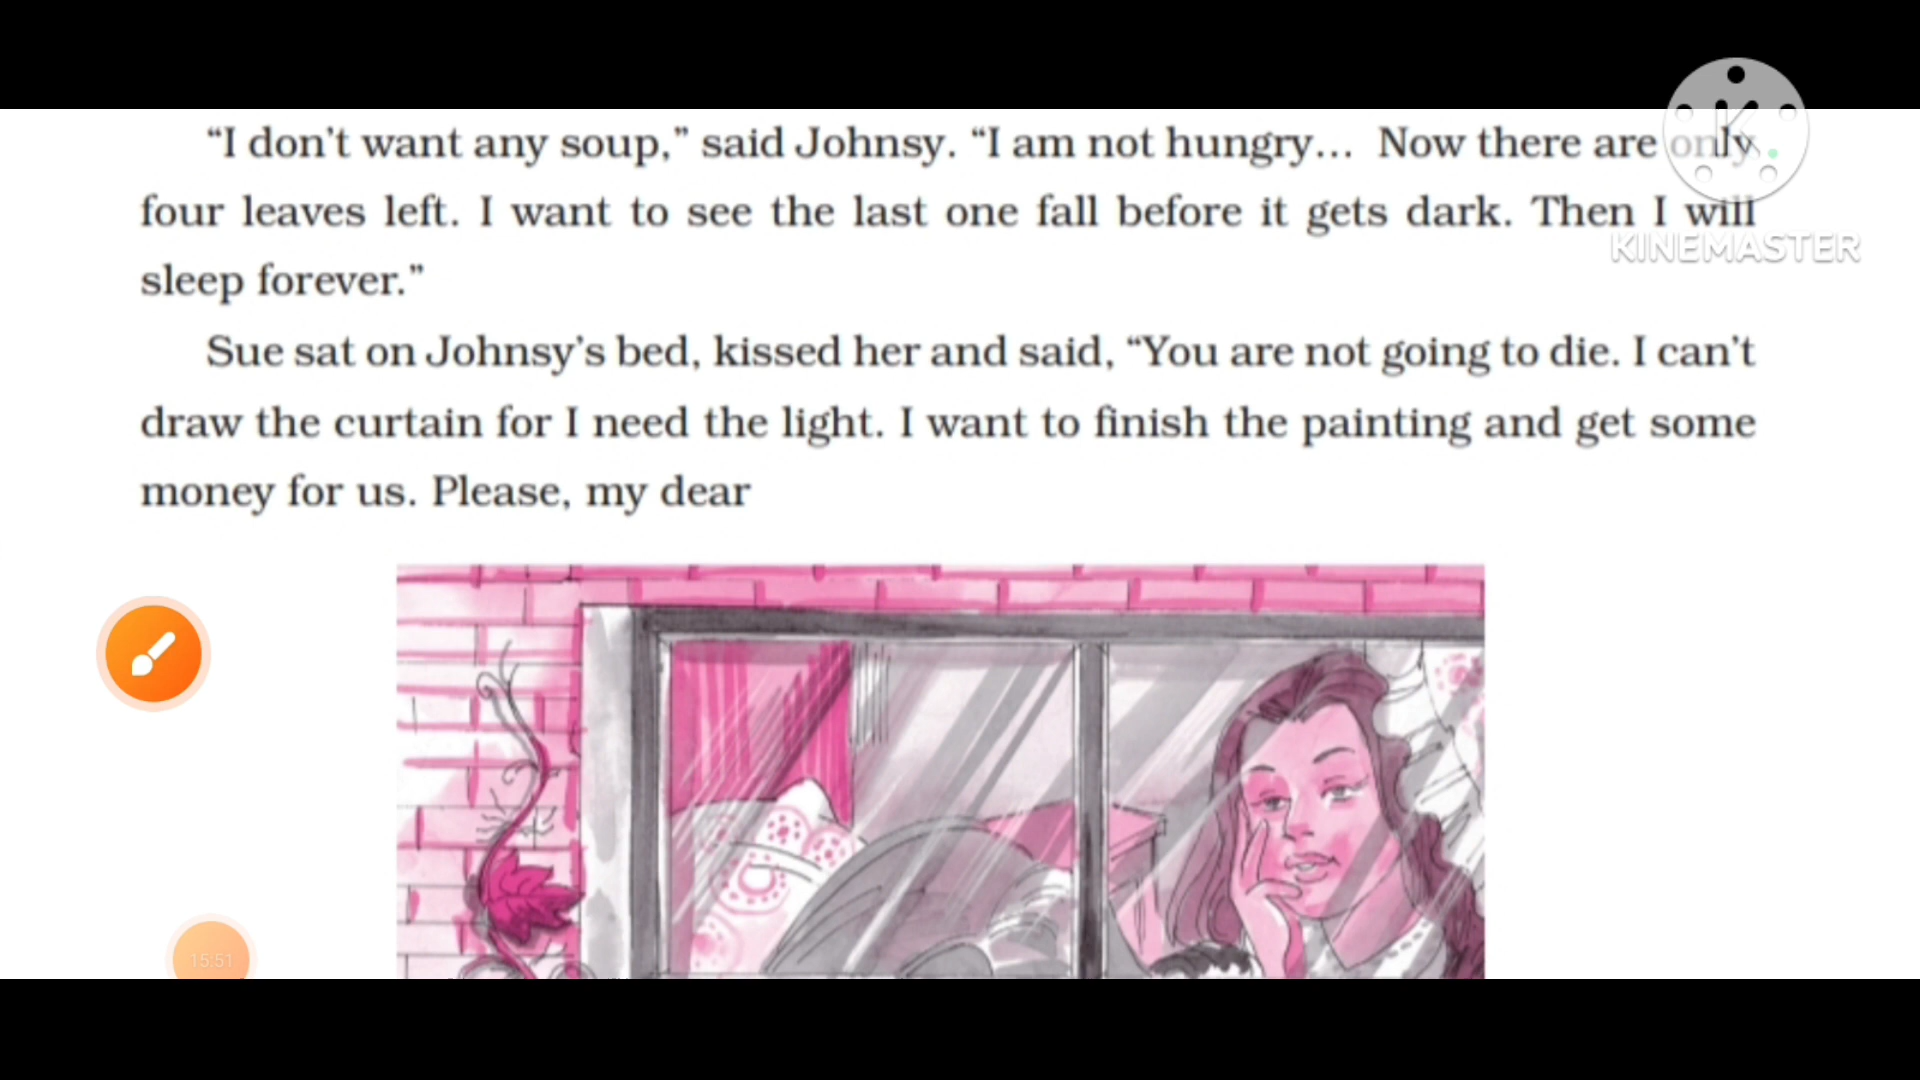 “I don’t want any soup,” said Johnsy. “I am not hungry... Now there are only
four leaves left. I want to see the last one fall before it gets dark. Then I will
sleep forever.”
Sue sat on Johnsy’s bed, kissed her and said, “You are not going to die. I can’t
draw the curtain for I need the light. I want to finish the painting and get some
money for us. Please, my dear
KINEMASTER
15:51